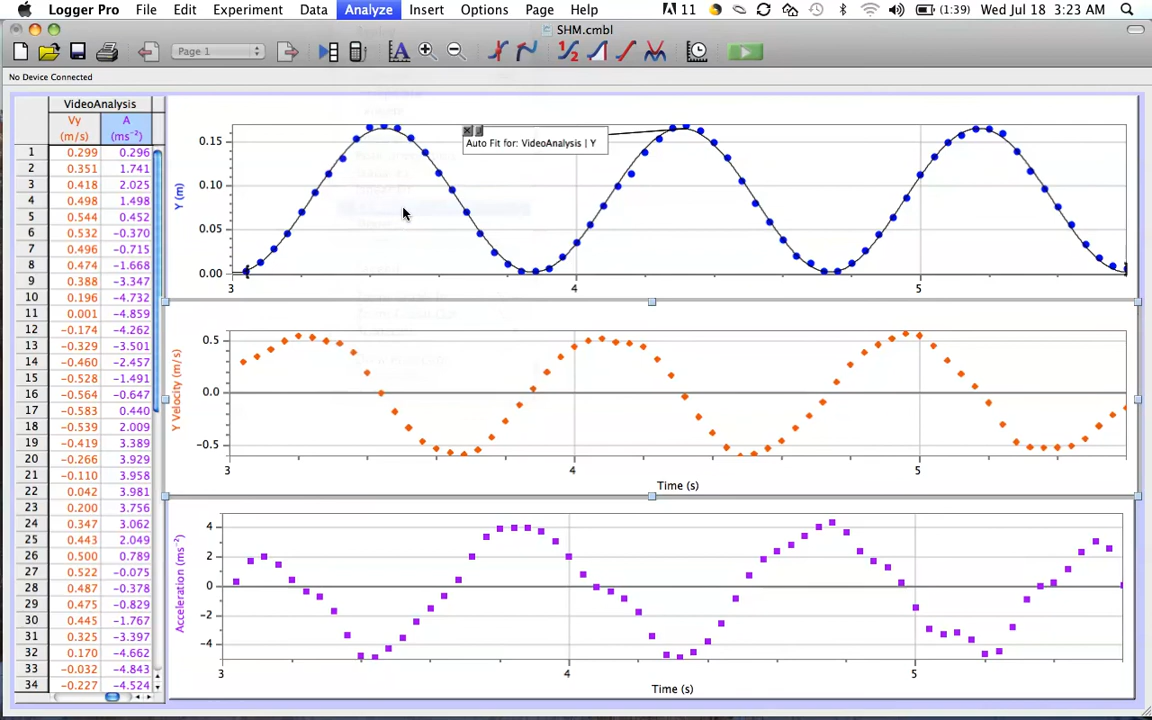 Logger Pro File Edit Experiment Data Analyze Insert Options Page Help 11 (1:39) Wed Jul 18 3:23 AM
SHM.cmbl
Page 1
No Device Connected
VideoAnalysis
Vy A
(m/s) (ms⁻²)
1 0.299 0.296
2 0.351 1.741
3 0.418 2.025
4 0.498 1.498
5 0.544 0.452
6 0.532 −0.370
7 0.496 −0.715
8 0.474 −1.668
9 0.388 −3.347
10 0.196 −4.732
11 0.001 −4.859
12 −0.174 −4.262
13 −0.329 −3.501
14 −0.460 −2.457
15 −0.528 −1.491
16 −0.564 −0.647
17 −0.583 0.440
18 −0.539 2.009
19 −0.419 3.389
20 −0.266 3.929
21 −0.110 3.958
22 0.042 3.981
23 0.200 3.756
24 0.347 3.062
25 0.443 2.049
26 0.500 0.789
27 0.522 −0.075
28 0.487 −0.378
29 0.475 −0.829
30 0.445 −1.767
31 0.325 −3.397
32 0.170 −4.662
33 −0.032 −4.843
34 −0.227 −4.524
Y (m)
0.15
0.10
0.05
0.00
3 4 5
Auto Fit for: VideoAnalysis | Y
Y Velocity (m/s)
0.5
0.0
−0.5
3 4 5
Time (s)
Acceleration (ms⁻²)
4
2
0
−2
−4
3 4 5
Time (s)